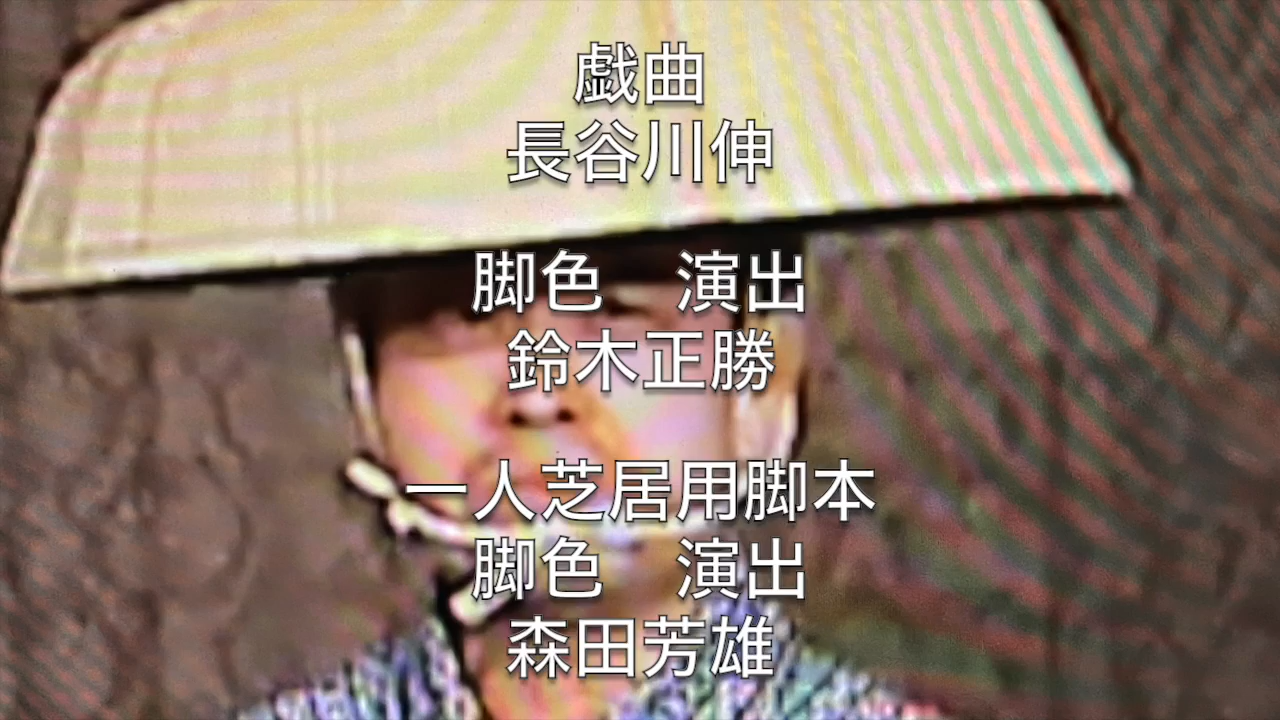 戯曲
長谷川伸
脚色　演出
鈴木正勝
一人芝居用脚本
脚色　演出
森田芳雄